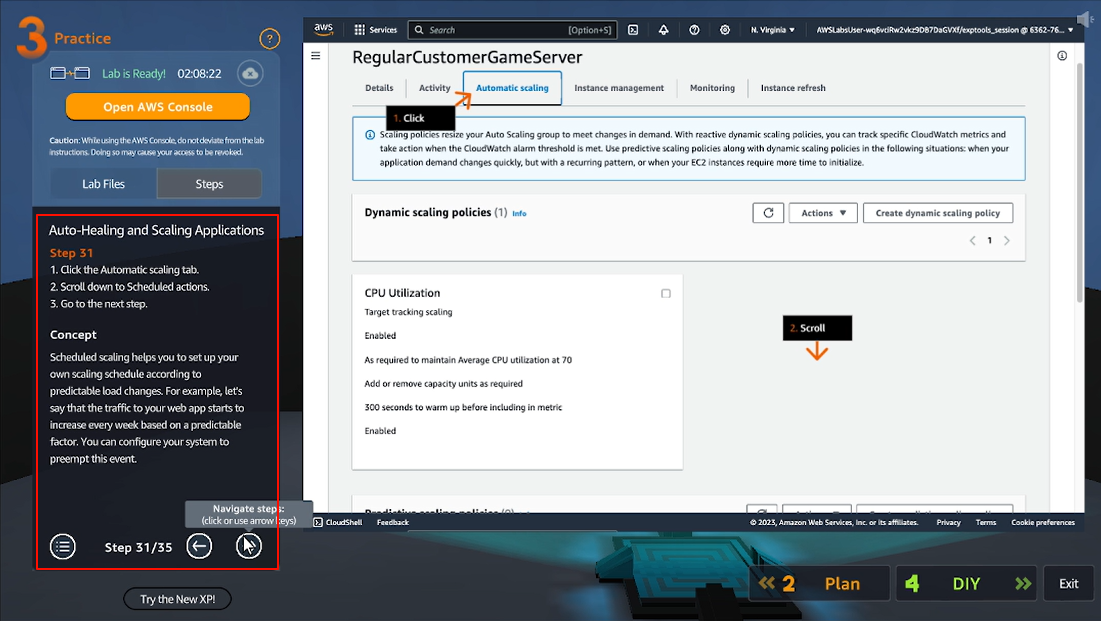 3 Practice
?
Lab is Ready! 02:08:22
Open AWS Console
Caution: While using the AWS Console, do not deviate from the lab
instructions. Doing so may cause your access to be revoked.
Lab Files
Steps
Auto-Healing and Scaling Applications
Step 31
1. Click the Automatic scaling tab.
2. Scroll down to Scheduled actions.
3. Go to the next step.
Concept
Scheduled scaling helps you to set up your
own scaling schedule according to
predictable load changes. For example, let's
say that the traffic to your web app starts to
increase every week based on a predictable
factor. You can configure your system to
preempt this event.
Navigate steps:
(click or use arrow keys)
Step 31/35
Try the New XP!
aws
Services
Search
[Option+S]
N. Virginia
AWSLabsUser-wq6vciRw2vkz9DB7DaGVXf/exptools_session @ 6362-76...
RegularCustomerGameServer
Details
Activity
Automatic scaling
Instance management
Monitoring
Instance refresh
1. Click
Scaling policies resize your Auto Scaling group to meet changes in demand. With reactive dynamic scaling policies, you can track specific CloudWatch metrics and
take action when the CloudWatch alarm threshold is met. Use predictive scaling policies along with dynamic scaling policies in the following situations: when your
application demand changes quickly, but with a recurring pattern, or when your EC2 instances require more time to initialize.
Dynamic scaling policies (1) Info
Actions
Create dynamic scaling policy
1
CPU Utilization
Target tracking scaling
Enabled
As required to maintain Average CPU utilization at 70
Add or remove capacity units as required
300 seconds to warm up before including in metric
Enabled
2. Scroll
CloudShell
Feedback
© 2023, Amazon Web Services, Inc. or its affiliates.
Privacy
Terms
Cookie preferences
2 Plan
4 DIY
Exit